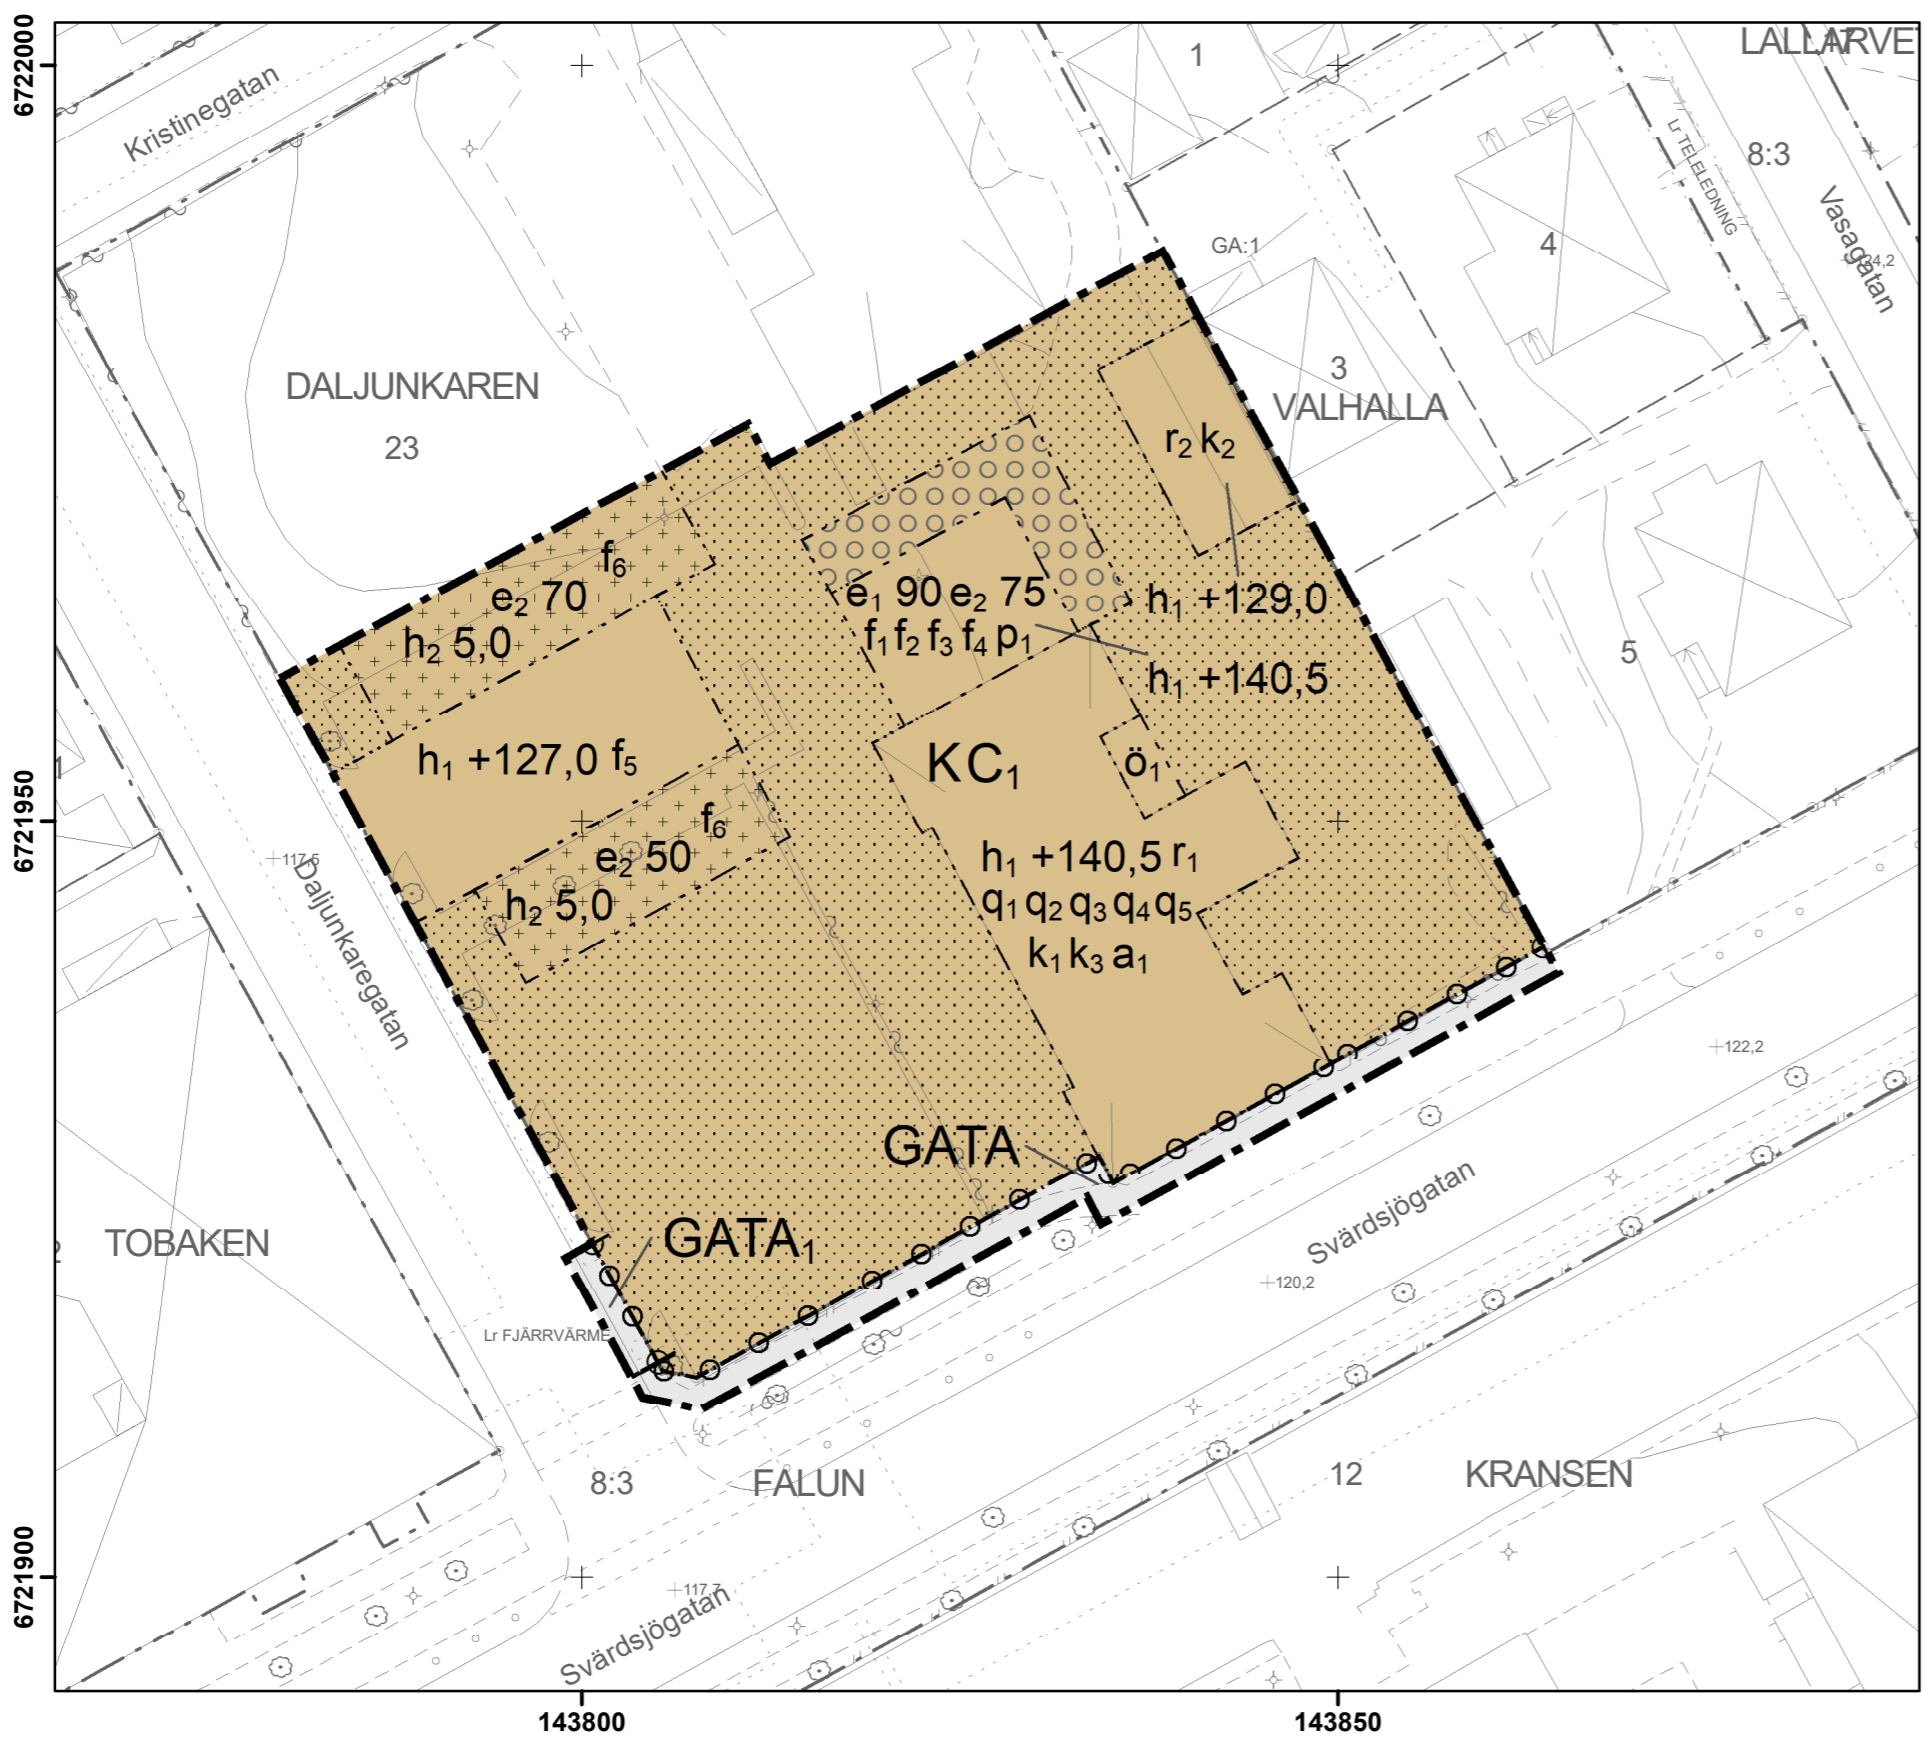 6722000
6721950
6721900
143800
143850
Kristinegatan
1
LALLARVE
17
8:3
Lr TELELEDNING
Vasagatan
4
GA:1
3
VALHALLA
DALJUNKAREN
23
r₂ k₂
f₆
e₂ 70
h₂ 5,0
e₁ 90 e₂ 75
f₁ f₂ f₃ f₄ p₁
h₁ +129,0
h₁ +140,5
5
h₁ +127,0 f₅
KC₁
ö₁
f₆
e₂ 50
h₂ 5,0
h₁ +140,5 r₁
q₁ q₂ q₃ q₄ q₅
k₁ k₃ a₁
117,5
Daljunkaregatan
122,2
GATA
GATA₁
TOBAKEN
Svärdsjögatan
120,2
Lr FJÄRRVÄRME
8:3
FALUN
12
KRANSEN
117,7
Svärdsjögatan